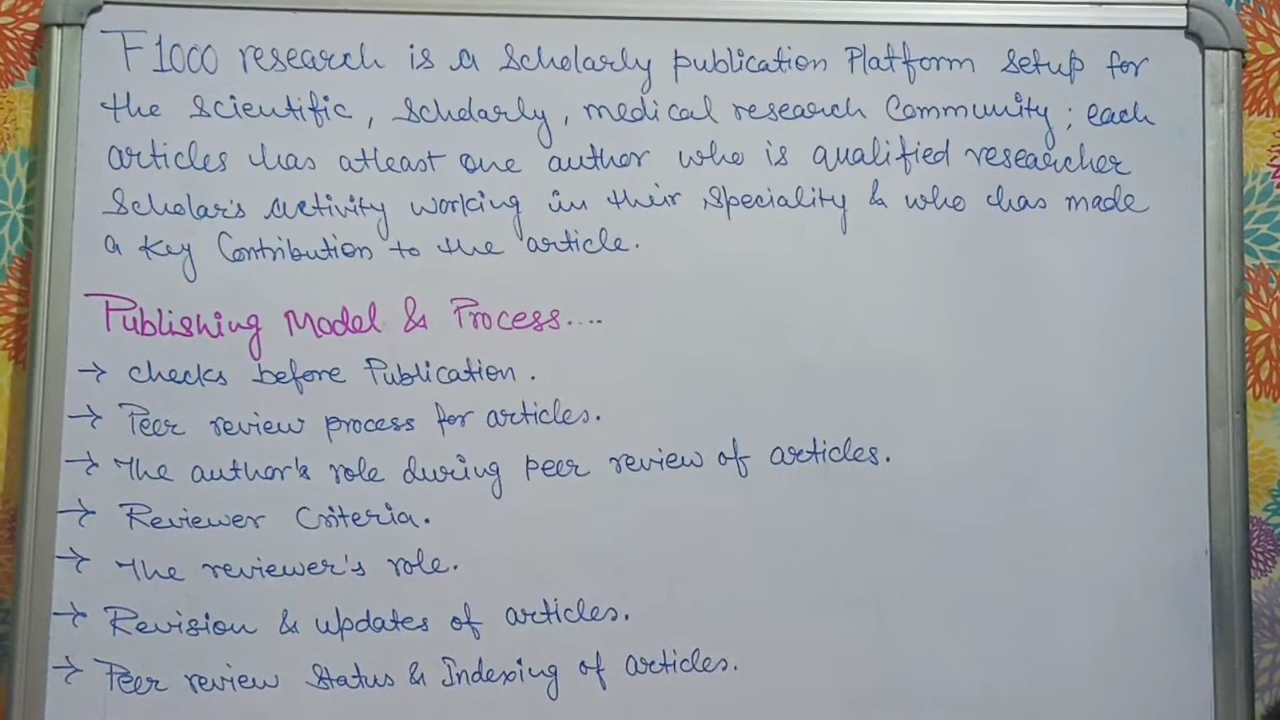 F1000 research is a Scholarly publication Platform setup for
the scientific, scholarly, medical research Community; each
articles has atleast one author who is qualified researcher
Scholar's activity working in their speciality & who has made
a key Contribution to the article.
Publishing Model & Process....
→ checks before Publication.
→ Peer review process for articles.
→ The author's role during peer review of articles.
→ Reviewer Criteria.
→ The reviewer's role.
→ Revision & updates of articles.
→ Peer review Status & Indexing of articles.